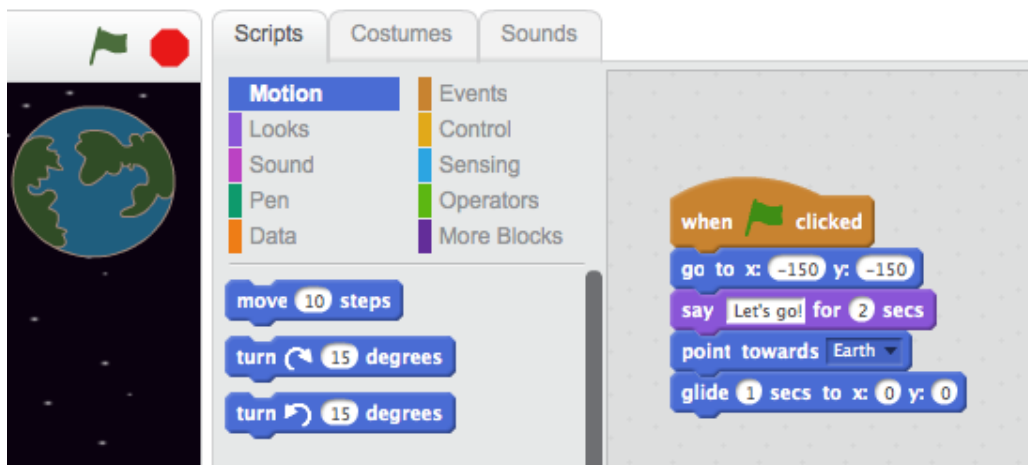 Scripts Costumes Sounds
Motion Events
Looks Control
Sound Sensing
Pen Operators
Data More Blocks
move 10 steps
turn 15 degrees
turn 15 degrees
when clicked
go to x: -150 y: -150
say Let's go! for 2 secs
point towards Earth
glide 1 secs to x: 0 y: 0